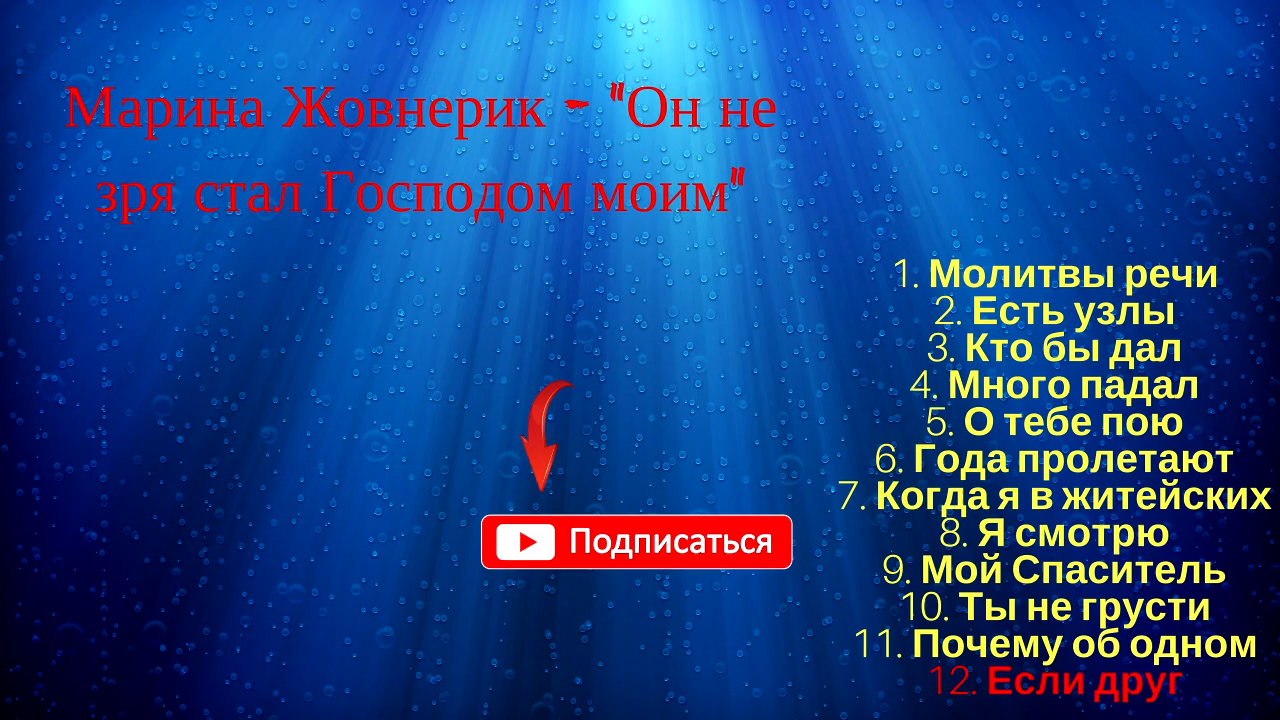 Марина Жовнерик - "Он не
зря стал Господом моим"
1. Молитвы речи
2. Есть узлы
3. Кто бы дал
4. Много падал
5. О тебе пою
6. Года пролетают
7. Когда я в житейских
8. Я смотрю
9. Мой Спаситель
10. Ты не грусти
11. Почему об одном
12. Если друг
Подписаться